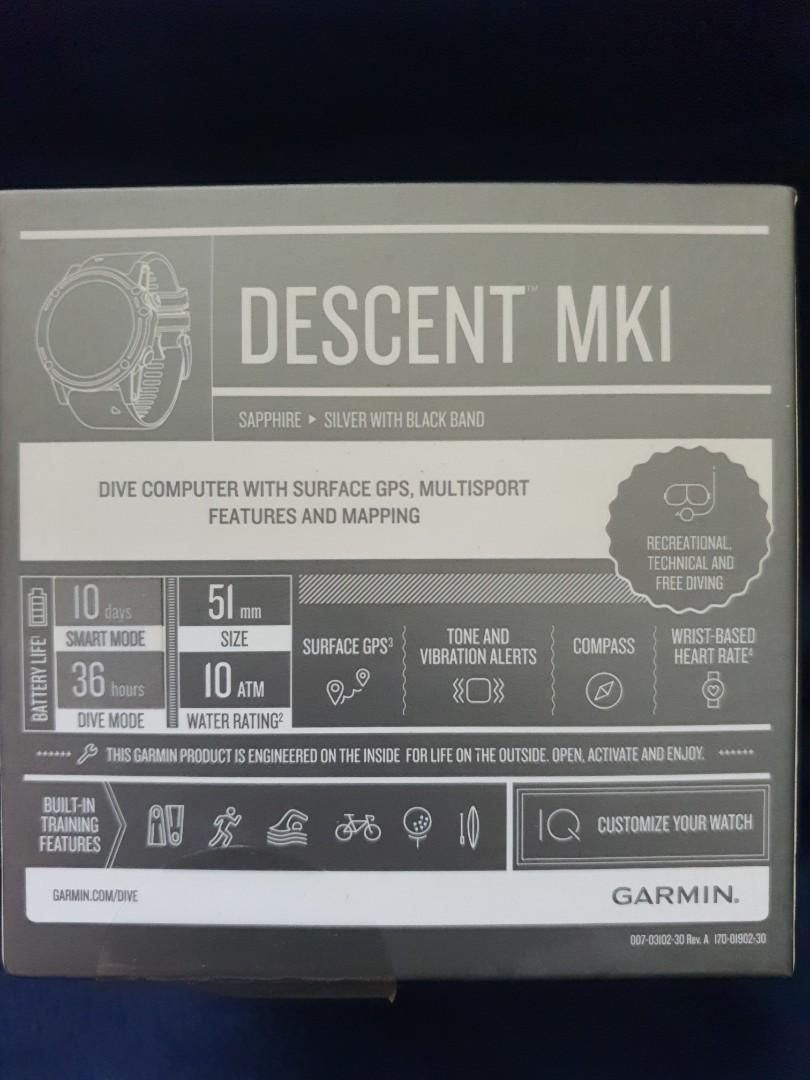 DESCENT™ MK1
SAPPHIRE ▸ SILVER WITH BLACK BAND
DIVE COMPUTER WITH SURFACE GPS, MULTISPORT
FEATURES AND MAPPING
RECREATIONAL,
TECHNICAL AND
FREE DIVING
BATTERY LIFE¹
10 days
SMART MODE
36 hours
DIVE MODE
51 mm
SIZE
10 ATM
WATER RATING²
SURFACE GPS³
TONE AND
VIBRATION ALERTS
COMPASS
WRIST-BASED
HEART RATE⁴
THIS GARMIN PRODUCT IS ENGINEERED ON THE INSIDE FOR LIFE ON THE OUTSIDE. OPEN, ACTIVATE AND ENJOY.
BUILT-IN
TRAINING
FEATURES
IQ CUSTOMIZE YOUR WATCH
GARMIN.COM/DIVE
GARMIN®
007-03102-30 Rev. A 170-01902-30